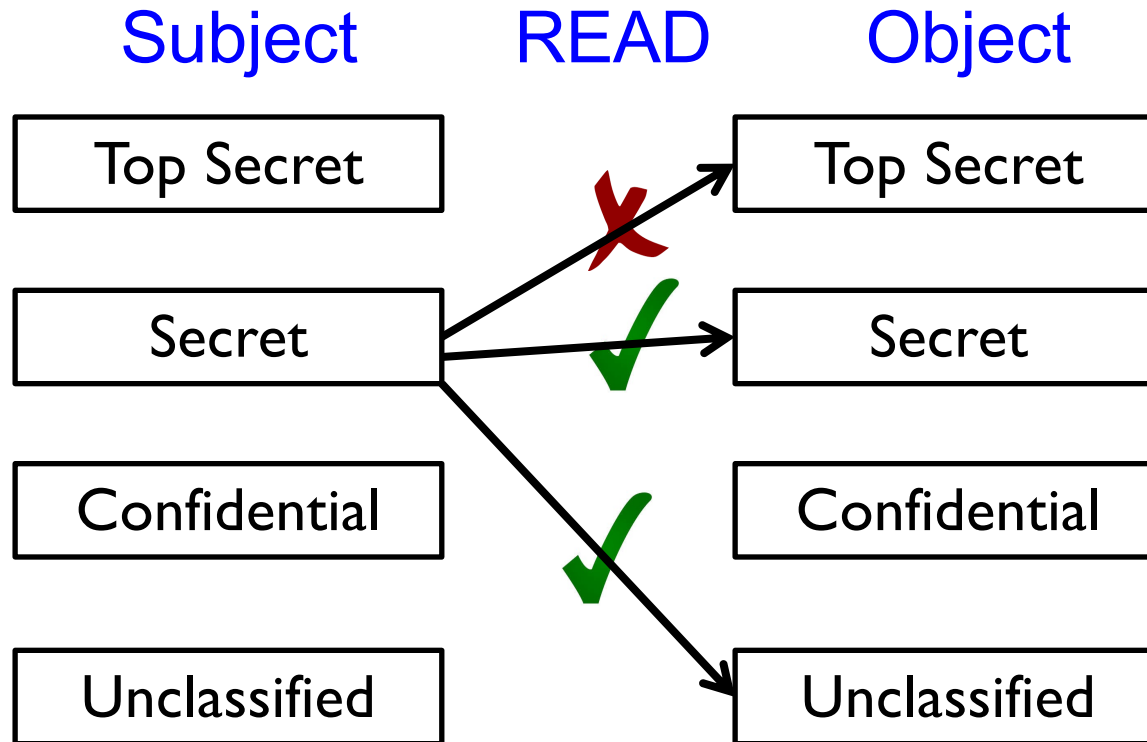 Subject READ Object
Top Secret Top Secret
Secret Secret
Confidential Confidential
Unclassified Unclassified